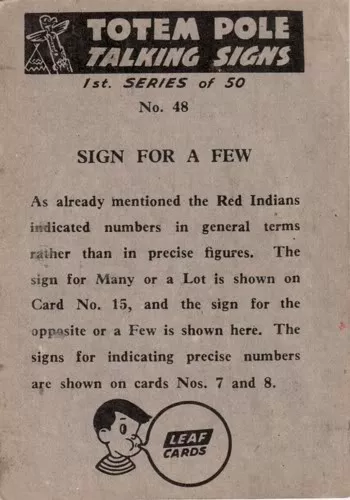 TOTEM POLE
TALKING SIGNS
1st. SERIES of 50
No. 48
SIGN FOR A FEW
As already mentioned the Red Indians
indicated numbers in general terms
rather than in precise figures. The
sign for Many or a Lot is shown on
Card No. 15, and the sign for the
opposite or a Few is shown here. The
signs for indicating precise numbers
are shown on cards Nos. 7 and 8.
LEAF
CARDS